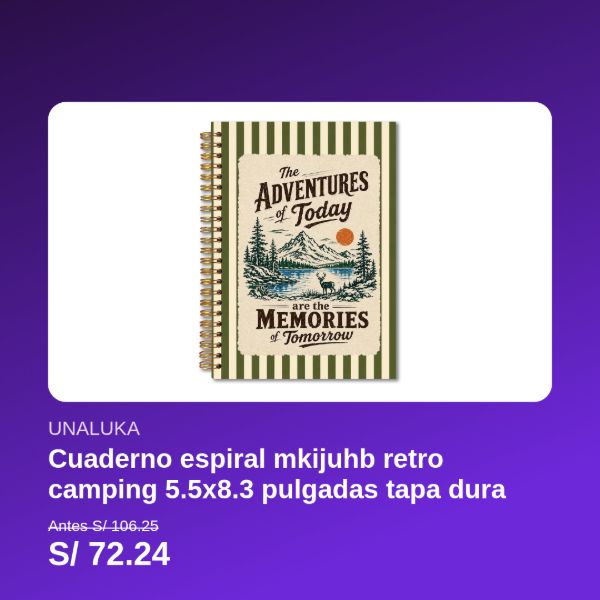 The
ADVENTURES
of Today
are the
MEMORIES
of Tomorrow
UNALUKA
Cuaderno espiral mkijuhb retro
camping 5.5x8.3 pulgadas tapa dura
Antes S/ 106.25
S/ 72.24